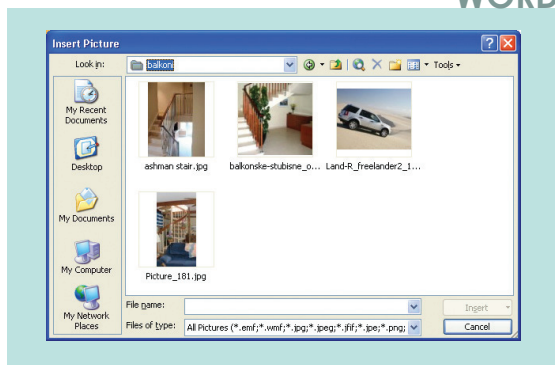 WORD
Insert Picture
Look in: balkoni Tools
My Recent Documents
Desktop
My Documents
My Computer
My Network Places
ashman stair.jpg balkonske-stubisne_o... Land-R_freelander2_1...
Picture_181.jpg
File name: Insert
Files of type: All Pictures (*.emf;*.wmf;*.jpg;*.jpeg;*.jfif;*.jpe;*.png; Cancel